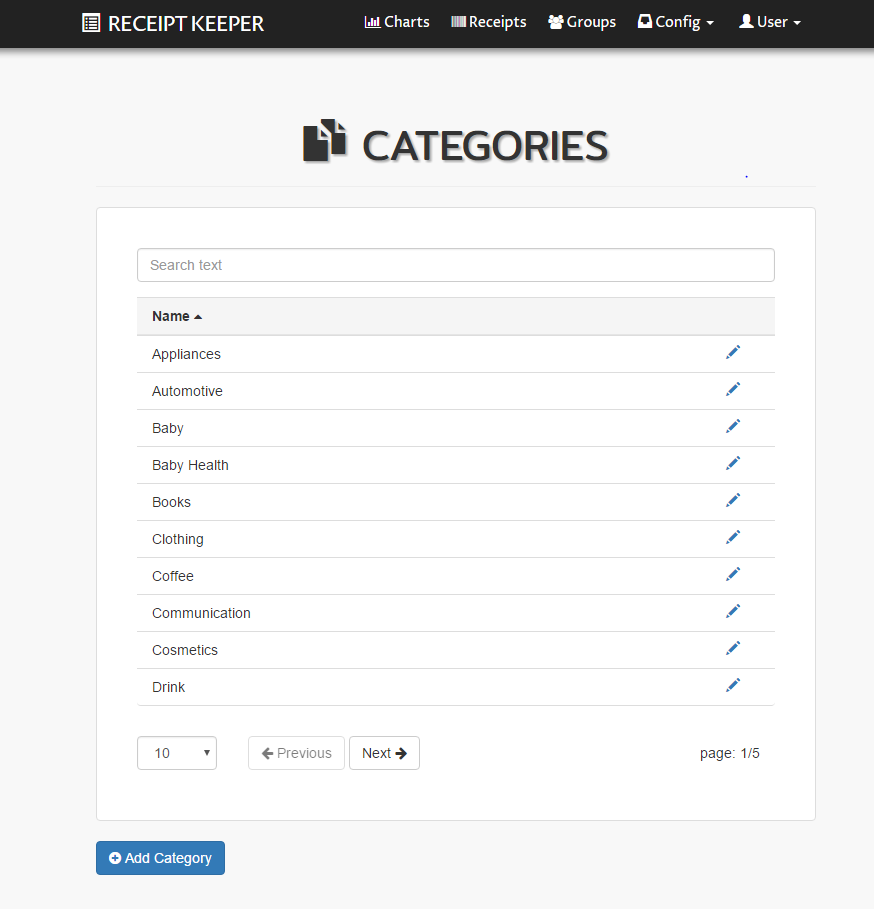 RECEIPT KEEPER Charts Receipts Groups Config User
CATEGORIES
Search text
Name
Appliances
Automotive
Baby
Baby Health
Books
Clothing
Coffee
Communication
Cosmetics
Drink
10 Previous Next page: 1/5
Add Category